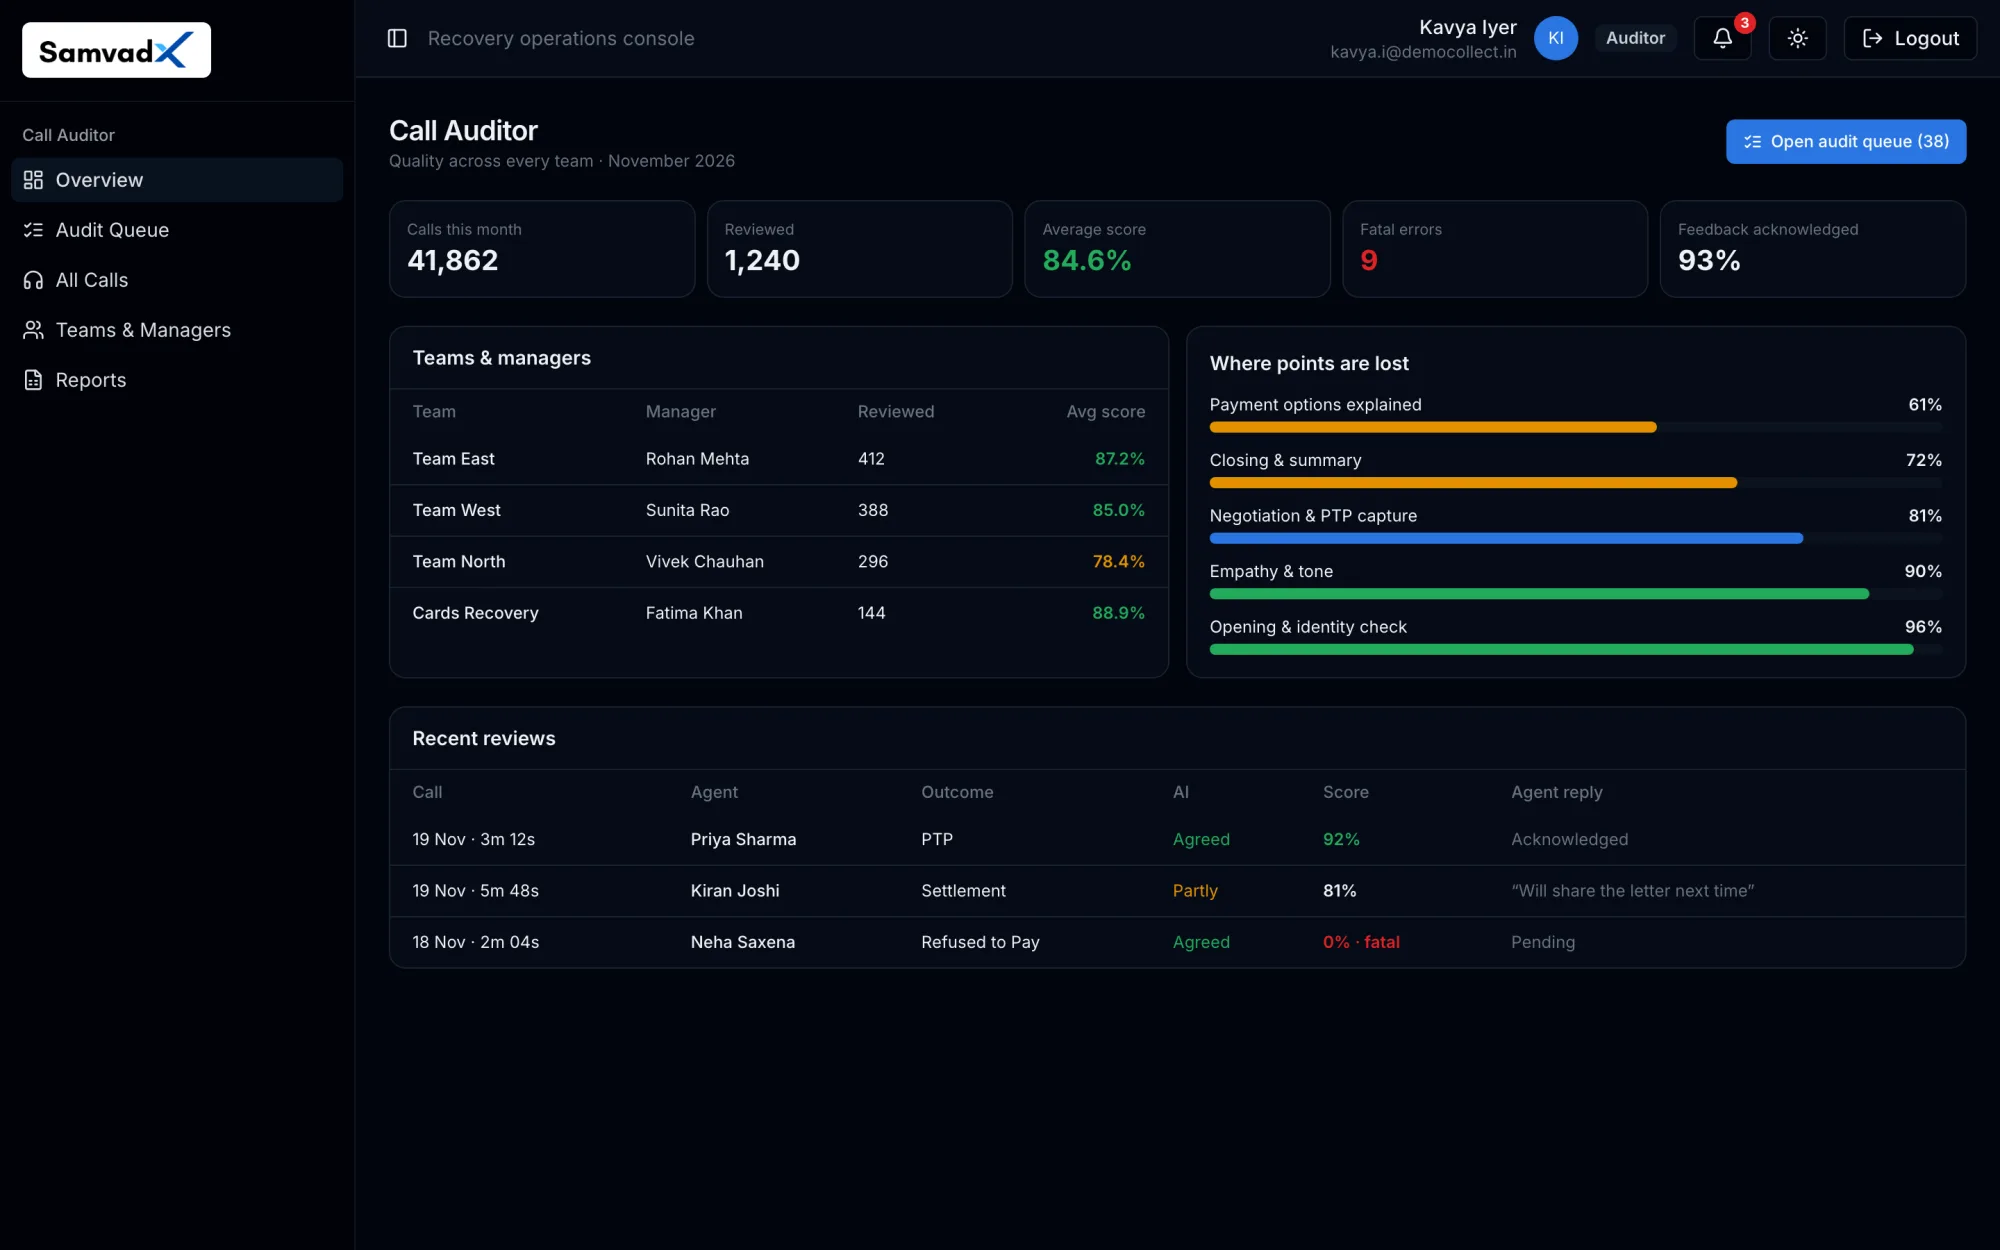 SamvadX
Recovery operations console
Kavya Iyer
kavya.i@democollect.in
KI
Auditor
3
Logout
Call Auditor
Overview
Audit Queue
All Calls
Teams & Managers
Reports
Call Auditor
Quality across every team · November 2026
Open audit queue (38)
Calls this month
41,862
Reviewed
1,240
Average score
84.6%
Fatal errors
9
Feedback acknowledged
93%
Teams & managers
Team Manager Reviewed Avg score
Team East Rohan Mehta 412 87.2%
Team West Sunita Rao 388 85.0%
Team North Vivek Chauhan 296 78.4%
Cards Recovery Fatima Khan 144 88.9%
Where points are lost
Payment options explained 61%
Closing & summary 72%
Negotiation & PTP capture 81%
Empathy & tone 90%
Opening & identity check 96%
Recent reviews
Call Agent Outcome AI Score Agent reply
19 Nov · 3m 12s Priya Sharma PTP Agreed 92% Acknowledged
19 Nov · 5m 48s Kiran Joshi Settlement Partly 81% “Will share the letter next time”
18 Nov · 2m 04s Neha Saxena Refused to Pay Agreed 0% · fatal Pending